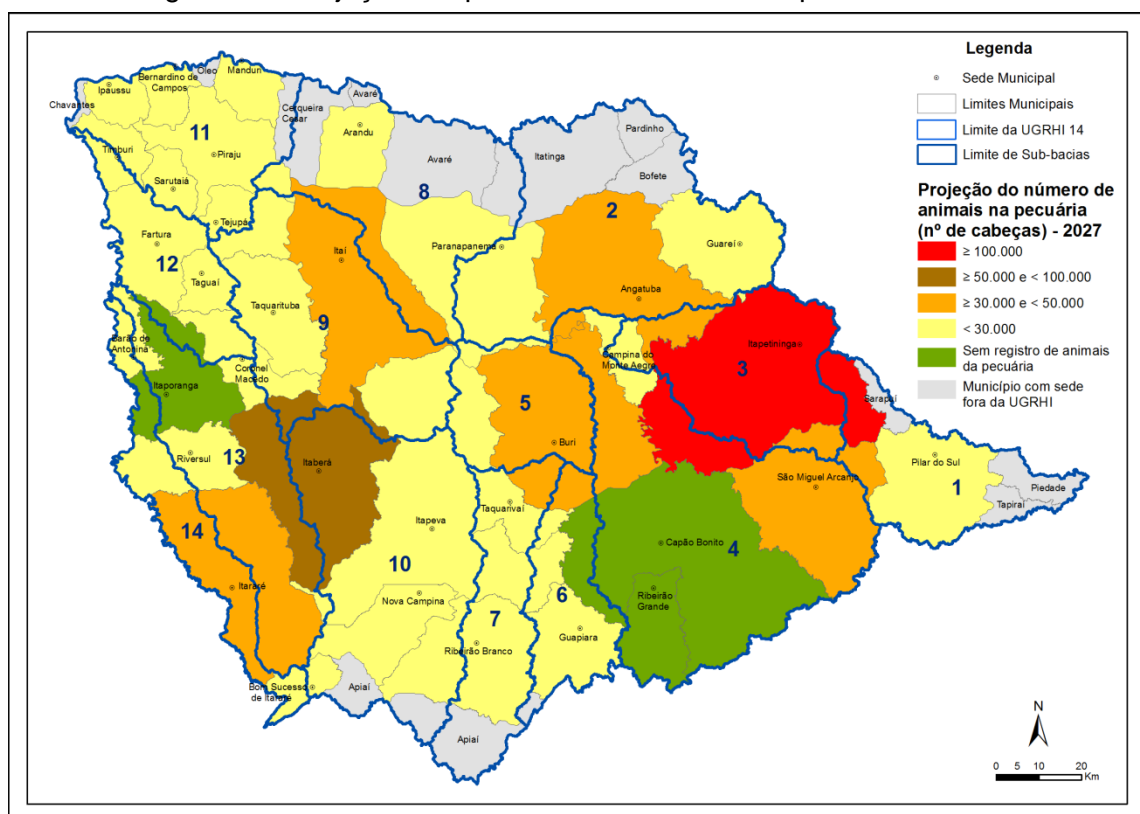 Legenda
Sede Municipal
Limites Municipais
Limite da UGRHI 14
Limite de Sub-bacias
Projeção do número de
animais na pecuária
(nº de cabeças) - 2027
≥ 100.000
≥ 50.000 e < 100.000
≥ 30.000 e < 50.000
< 30.000
Sem registro de animais
da pecuária
Município com sede
fora da UGRHI
Chavantes
Ipaussu
Bernardino de
Campos
Óleo
Manduri
Cerqueira
Cesar
Avaré
Arandu
11
Timburi
Piraju
Sarutaiá
Tejupá
Avaré
8
Itatinga
Pardinho
Bofete
2
Fartura
12
Taguaí
Itaí
Paranapanema
Guareí
Angatuba
Taquarituba
9
Barão de
Antonina
Coronel
Macedo
Itaporanga
Campina do
Monte Alegre
Itapetininga
3
Sarapuí
5
Buri
Riversul
13
Itaberá
São Miguel Arcanjo
Pilar do Sul
1
Piedade
Tapiraí
Taquarivaí
Itapeva
14
10
Capão Bonito
4
Itararé
Nova Campina
6
Ribeirão
Grande
7
Guapiara
Ribeirão Branco
Bom Sucesso
de Itararé
Apiaí
Apiaí
N
0 5 10 20
Km